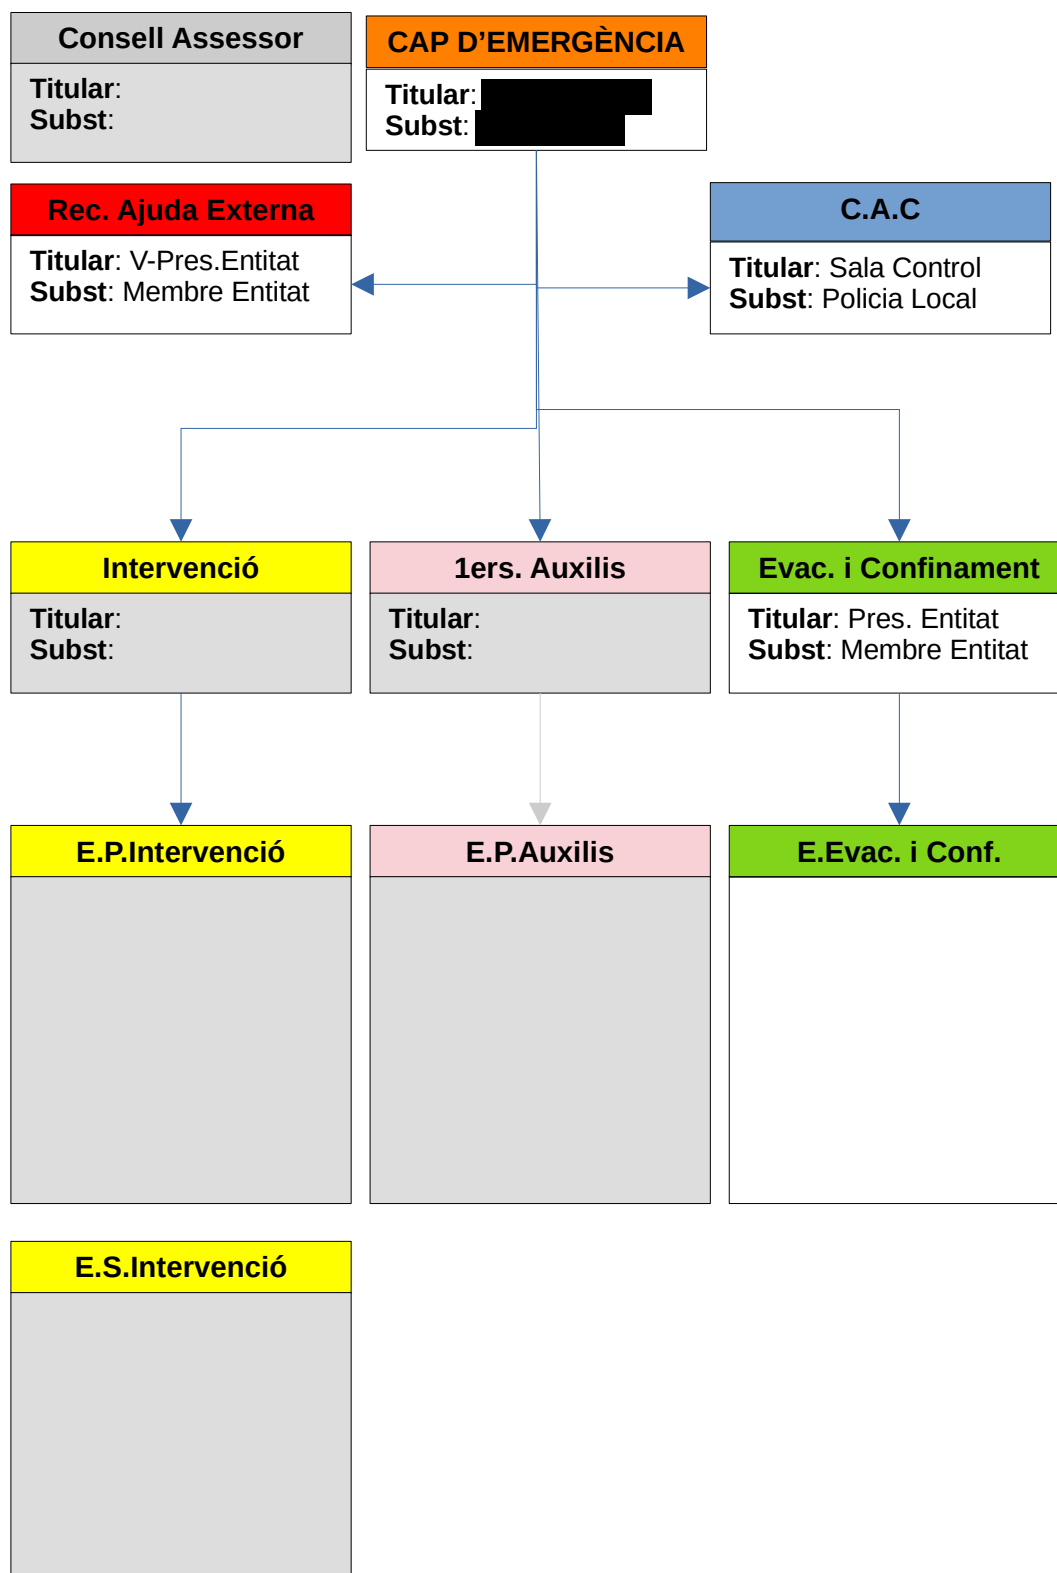 Consell Assessor
Titular:
Subst:
CAP D’EMERGÈNCIA
Titular:
Subst:
Rec. Ajuda Externa
Titular: V-Pres.Entitat
Subst: Membre Entitat
C.A.C
Titular: Sala Control
Subst: Policia Local
Intervenció
Titular:
Subst:
1ers. Auxilis
Titular:
Subst:
Evac. i Confinament
Titular: Pres. Entitat
Subst: Membre Entitat
E.P.Intervenció
E.P.Auxilis
E.Evac. i Conf.
E.S.Intervenció